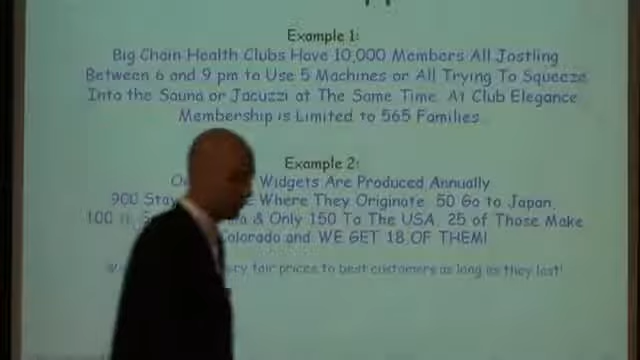 Example 1:
Big Chain Health Clubs Have 10,000 Members All Jostling
Between 6 and 9 pm to Use 5 Machines or All Trying To Squeeze
Into the Sauna or Jacuzzi at The Same Time. At Club Elegance
Membership is Limited to 565 Families.
Example 2:
Widgets Are Produced Annually
900 Stay Where They Originate. 50 Go to Japan,
100 & Only 150 To The USA. 25 of Those Make
Colorado and WE GET 18 OF THEM!
fair prices to best customers as long as they last!